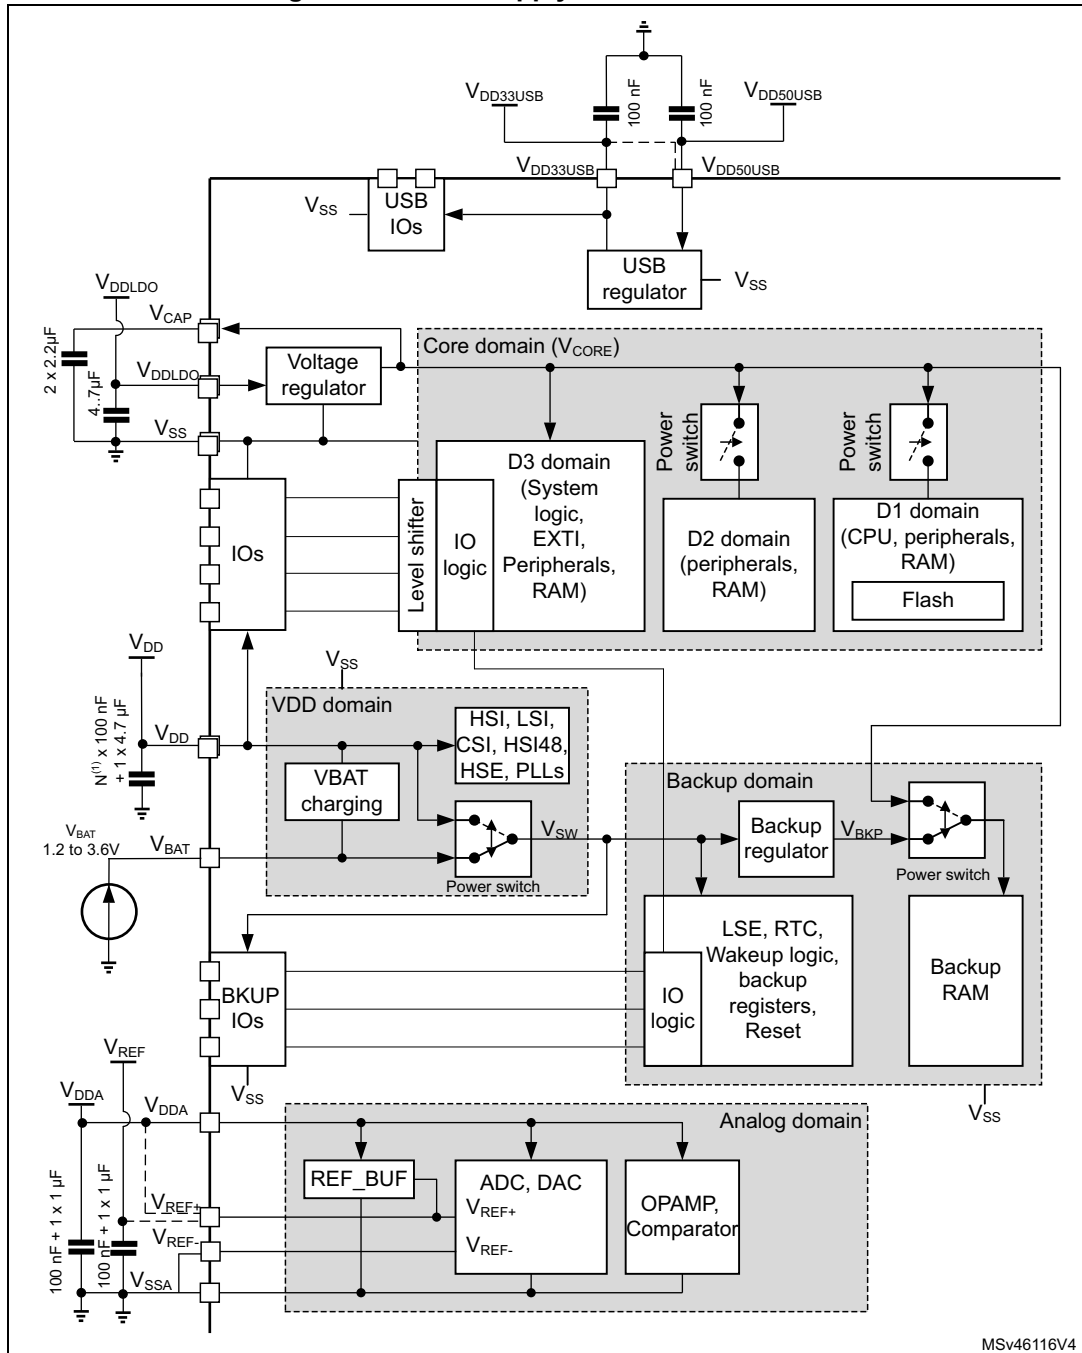 100 nF
100 nF
VDD33USB
VDD50USB
VDD33USB
VDD50USB
USB
IOs
VSS
USB
regulator
VSS
VDDLDO
VCAP
2 x 2.2µF
VDDLDO
4..7µF
VSS
Voltage
regulator
Core domain (VCORE)
Power
switch
Power
switch
IOs
Level shifter
IO
logic
D3 domain
(System
logic,
EXTI,
Peripherals,
RAM)
D2 domain
(peripherals,
RAM)
D1 domain
(CPU, peripherals,
RAM)
Flash
VDD
N(1) x 100 nF
+ 1 x 4.7 µF
VDD
VSS
VDD domain
HSI, LSI,
CSI, HSI48,
HSE, PLLs
VBAT
charging
VBAT
1.2 to 3.6V
VBAT
Power switch
VSW
Backup domain
Backup
regulator
VBKP
Power switch
BKUP
IOs
VSS
IO
logic
LSE, RTC,
Wakeup logic,
backup
registers,
Reset
Backup
RAM
VSS
VREF
VDDA
VDDA
100 nF + 1 x 1 µF
100 nF + 1 x 1 µF
VREF+
VREF-
VSSA
Analog domain
REF_BUF
ADC, DAC
VREF+
VREF-
OPAMP,
Comparator
MSv46116V4